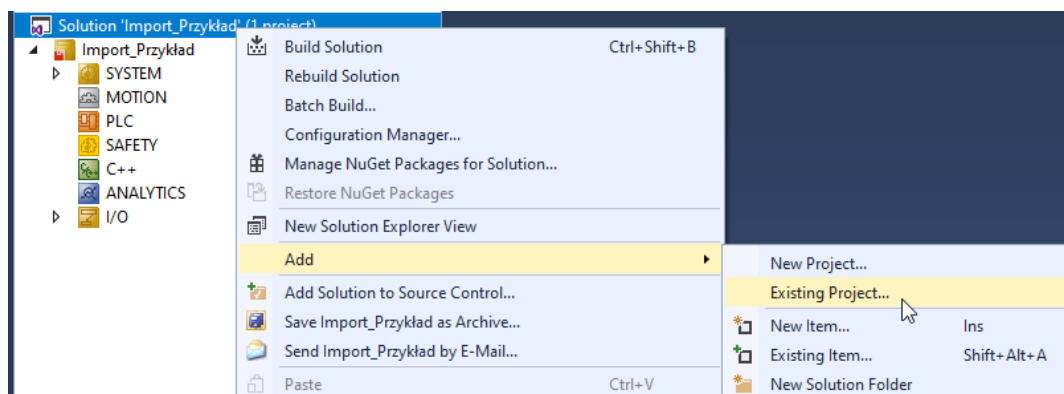 Solution 'Import_Przykład' (1 project)
Import_Przykład
SYSTEM
MOTION
PLC
SAFETY
C++
ANALYTICS
I/O
Build Solution Ctrl+Shift+B
Rebuild Solution
Batch Build...
Configuration Manager...
Manage NuGet Packages for Solution...
Restore NuGet Packages
New Solution Explorer View
Add
Add Solution to Source Control...
Save Import_Przykład as Archive...
Send Import_Przykład by E-Mail...
Paste Ctrl+V
New Project...
Existing Project...
New Item... Ins
Existing Item... Shift+Alt+A
New Solution Folder